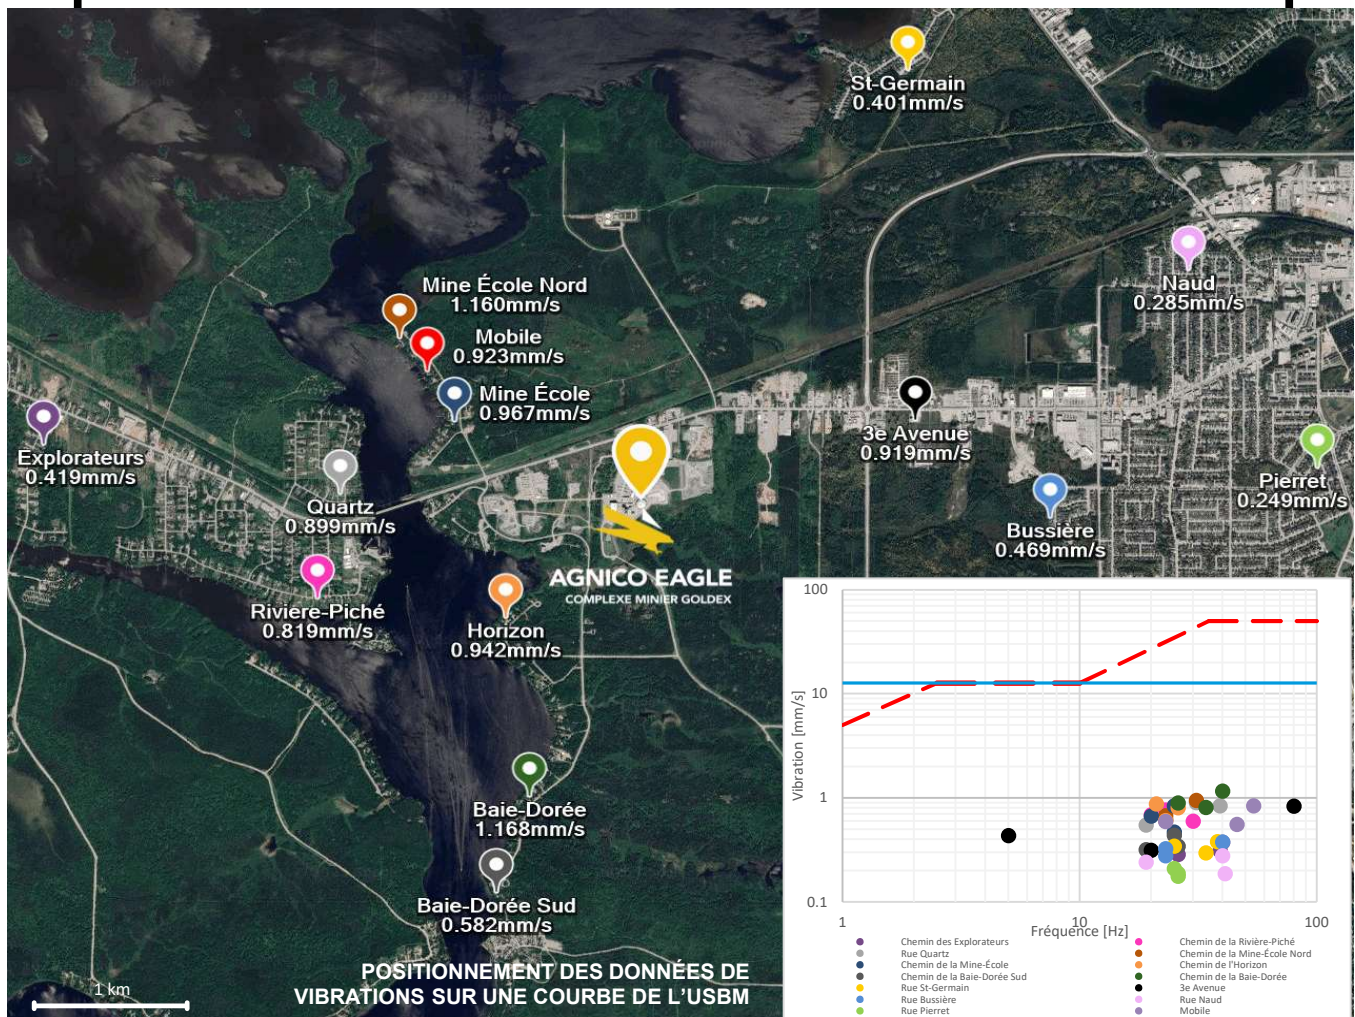 St-Germain
0.401mm/s
Naud
0.285mm/s
Mine École Nord
1.160mm/s
Mobile
0.923mm/s
Mine École
0.967mm/s
Explorateurs
0.419mm/s
Quartz
0.899mm/s
3e Avenue
0.919mm/s
Pierret
0.249mm/s
Bussière
0.469mm/s
Riviere-Piché
0.819mm/s
AGNICO EAGLE
COMPLEXE MINIER GOLDEX
Horizon
0.942mm/s
Baie-Dorée
1.168mm/s
Baie-Dorée Sud
0.582mm/s
POSITIONNEMENT DES DONNÉES DE
VIBRATIONS SUR UNE COURBE DE L'USBM
1 km
Vibration [mm/s]
100
10
1
0.1
1
10
100
Fréquence [Hz]
Chemin des Explorateurs
Chemin de la Rivière-Piché
Rue Quartz
Chemin de la Mine-École Nord
Chemin de la Mine-École
Chemin de l'Horizon
Chemin de la Baie-Dorée Sud
Chemin de la Baie-Dorée
Rue St-Germain
3e Avenue
Rue Bussière
Rue Naud
Rue Pierret
Mobile